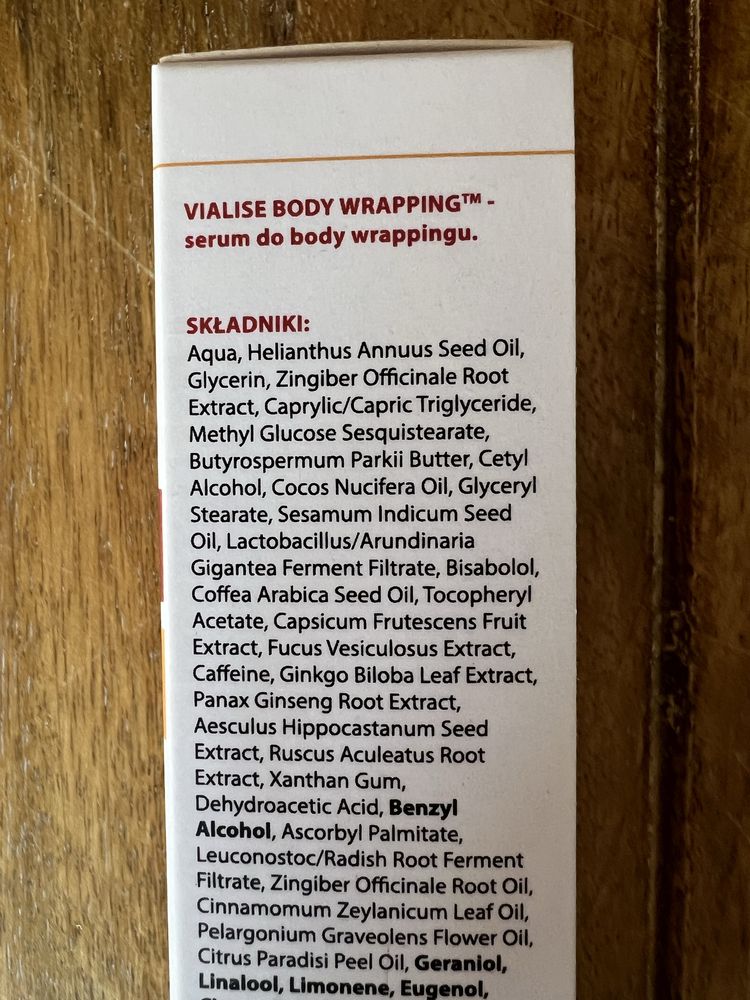 VIALISE BODY WRAPPING™ -
serum do body wrappingu.
SKŁADNIKI:
Aqua, Helianthus Annuus Seed Oil,
Glycerin, Zingiber Officinale Root
Extract, Caprylic/Capric Triglyceride,
Methyl Glucose Sesquistearate,
Butyrospermum Parkii Butter, Cetyl
Alcohol, Cocos Nucifera Oil, Glyceryl
Stearate, Sesamum Indicum Seed
Oil, Lactobacillus/Arundinaria
Gigantea Ferment Filtrate, Bisabolol,
Coffea Arabica Seed Oil, Tocopheryl
Acetate, Capsicum Frutescens Fruit
Extract, Fucus Vesiculosus Extract,
Caffeine, Ginkgo Biloba Leaf Extract,
Panax Ginseng Root Extract,
Aesculus Hippocastanum Seed
Extract, Ruscus Aculeatus Root
Extract, Xanthan Gum,
Dehydroacetic Acid, Benzyl
Alcohol, Ascorbyl Palmitate,
Leuconostoc/Radish Root Ferment
Filtrate, Zingiber Officinale Root Oil,
Cinnamomum Zeylanicum Leaf Oil,
Pelargonium Graveolens Flower Oil,
Citrus Paradisi Peel Oil, Geraniol,
Linalool, Limonene, Eugenol,